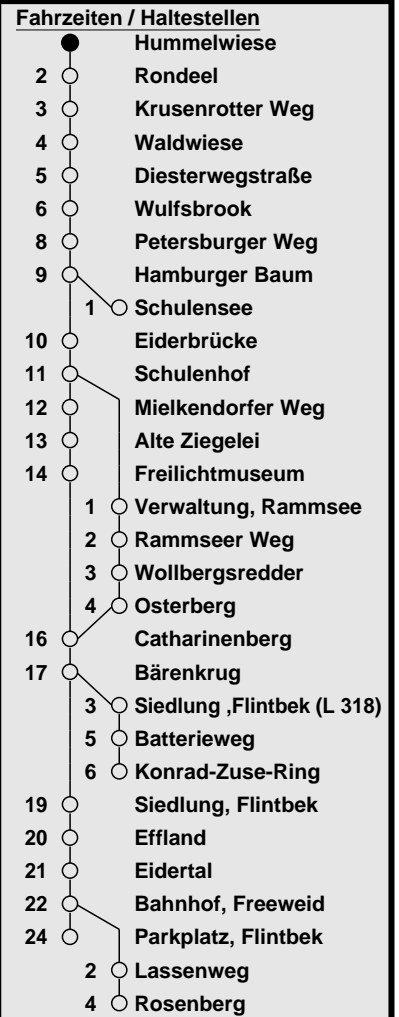 Fahrzeiten / Haltestellen
Hummelwiese
2 Rondeel
3 Krusenrotter Weg
4 Waldwiese
5 Diesterwegstraße
6 Wulfsbrook
8 Petersburger Weg
9 Hamburger Baum
1 Schulensee
10 Eiderbrücke
11 Schulenhof
12 Mielkendorfer Weg
13 Alte Ziegelei
14 Freilichtmuseum
1 Verwaltung, Rammsee
2 Rammseer Weg
3 Wollbergsredder
4 Osterberg
16 Catharinenberg
17 Bärenkrug
3 Siedlung ,Flintbek (L 318)
5 Batterieweg
6 Konrad-Zuse-Ring
19 Siedlung, Flintbek
20 Effland
21 Eidertal
22 Bahnhof, Freeweid
24 Parkplatz, Flintbek
2 Lassenweg
4 Rosenberg